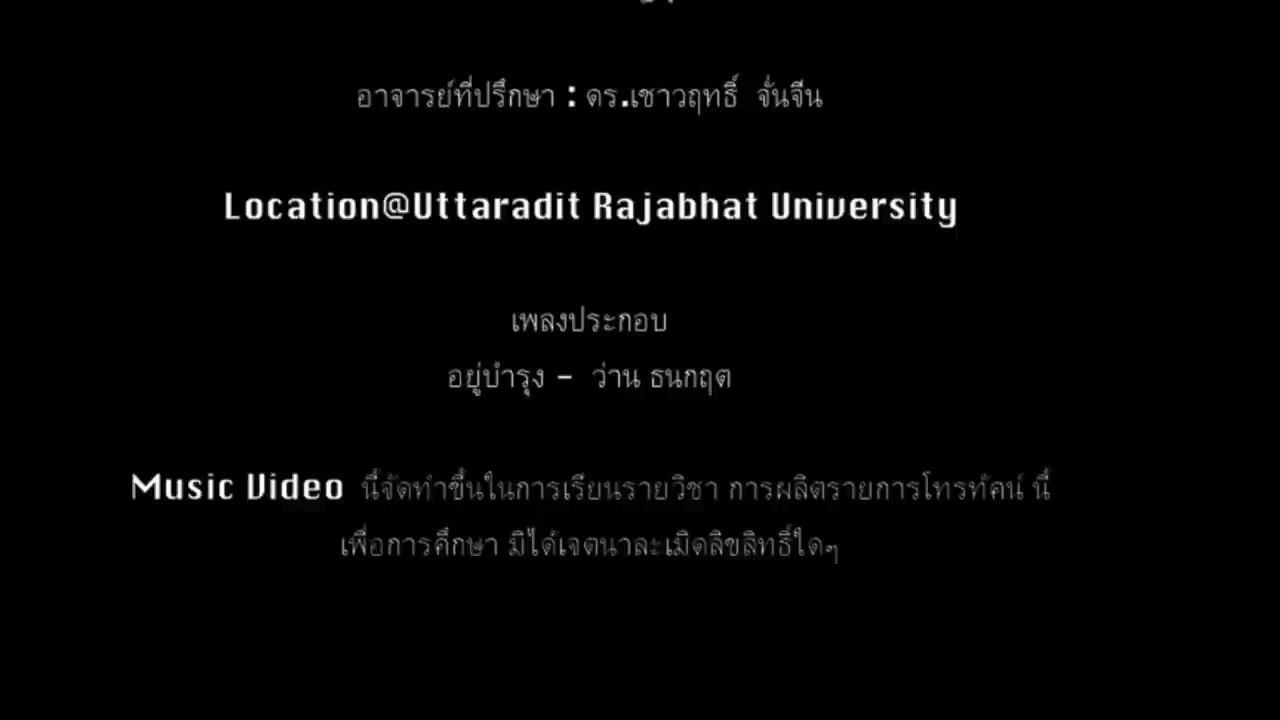 อาจารย์ที่ปรึกษา : ดร.เชาวฤทธิ์ จั่นจีน
Location@Uttaradit Rajabhat University
เพลงประกอบ
อยู่บำรุง - ว่าน ธนกฤต
Music Video นี้จัดทำขึ้นในการเรียนรายวิชา การผลิตรายการโทรทัศน์ นี้
เพื่อการศึกษา มิได้เจตนาละเมิดลิขสิทธิ์ใดๆ